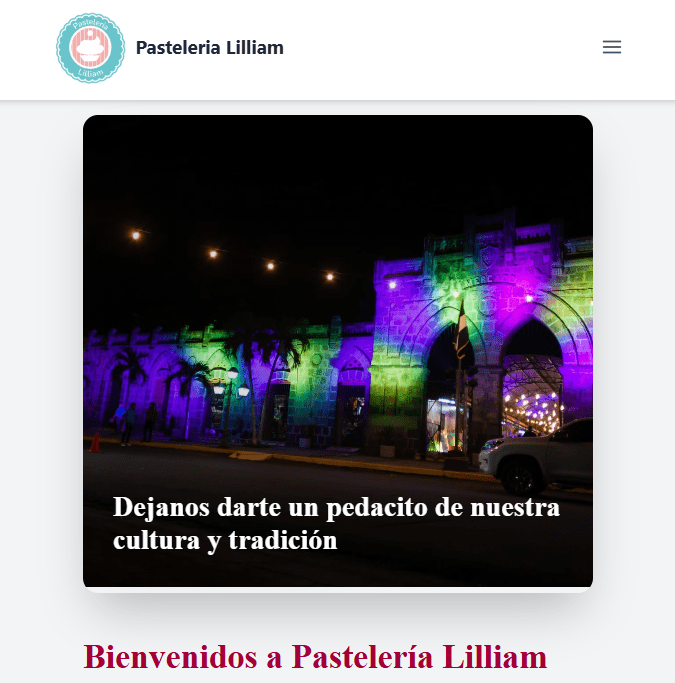 Pastelería
Lilliam
Pasteleria Lilliam
Dejanos darte un pedacito de nuestra
cultura y tradición
Bienvenidos a Pastelería Lilliam